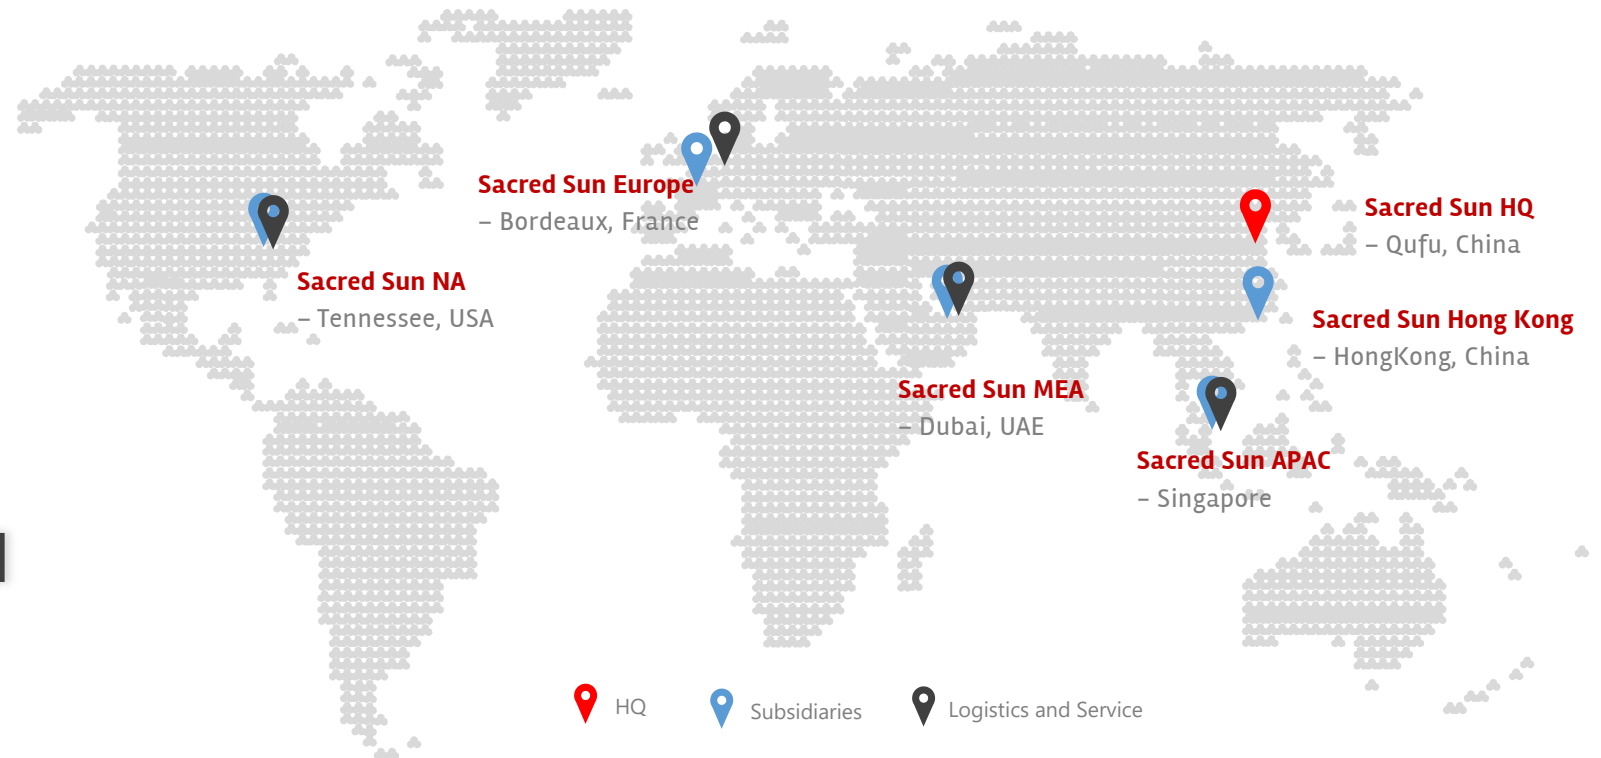 Sacred Sun Europe
– Bordeaux, France
Sacred Sun HQ
– Qufu, China
Sacred Sun NA
– Tennessee, USA
Sacred Sun Hong Kong
– HongKong, China
Sacred Sun MEA
– Dubai, UAE
Sacred Sun APAC
– Singapore
HQ
Subsidiaries
Logistics and Service